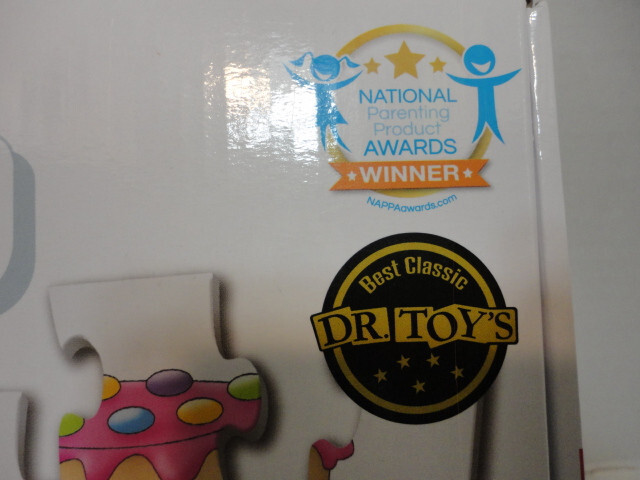 NATIONAL
Parenting
Product
AWARDS
WINNER
NAPPAawards.com
Best Classic
DR. TOY'S